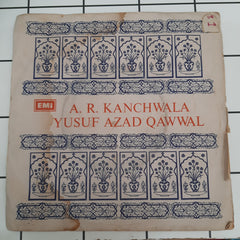 EMI
A. R. KANCHWALA
YUSUF AZAD QAWWAL